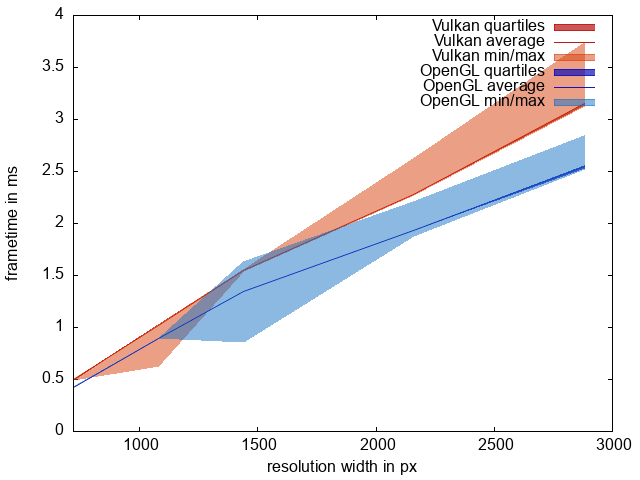 4
3.5
3
2.5
2
1.5
1
0.5
0
frametime in ms
Vulkan quartiles
Vulkan average
Vulkan min/max
OpenGL quartiles
OpenGL average
OpenGL min/max
1000 1500 2000 2500 3000
resolution width in px